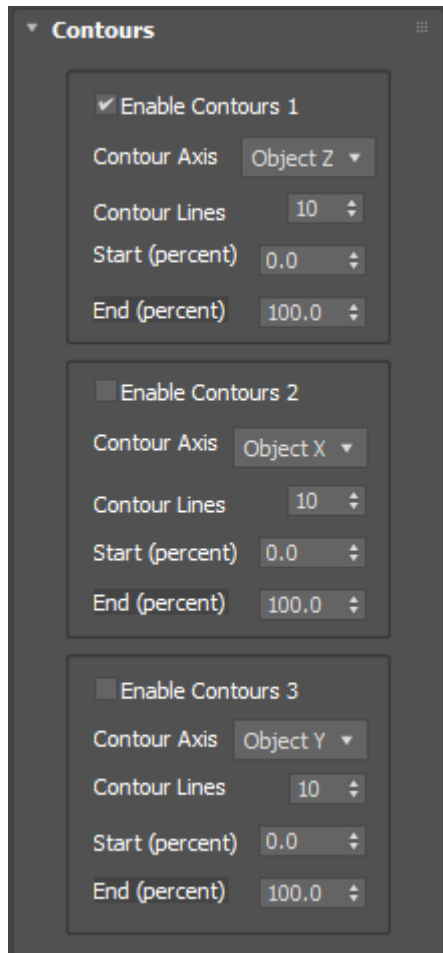 Contours
Enable Contours 1
Contour Axis Object Z
Contour Lines 10
Start (percent) 0.0
End (percent) 100.0
Enable Contours 2
Contour Axis Object X
Contour Lines 10
Start (percent) 0.0
End (percent) 100.0
Enable Contours 3
Contour Axis Object Y
Contour Lines 10
Start (percent) 0.0
End (percent) 100.0